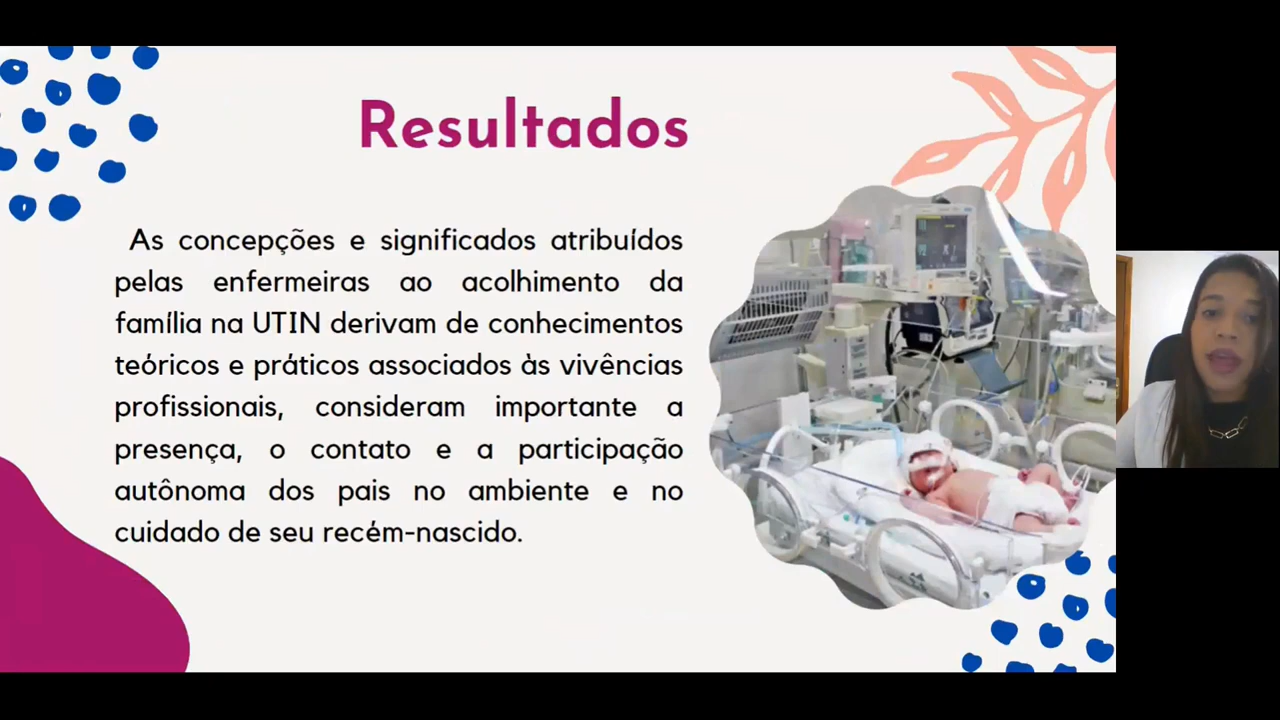 Resultados
As concepções e significados atribuídos
pelas enfermeiras ao acolhimento da
família na UTIN derivam de conhecimentos
teóricos e práticos associados às vivências
profissionais, consideram importante a
presença, o contato e a participação
autônoma dos pais no ambiente e no
cuidado de seu recém-nascido.